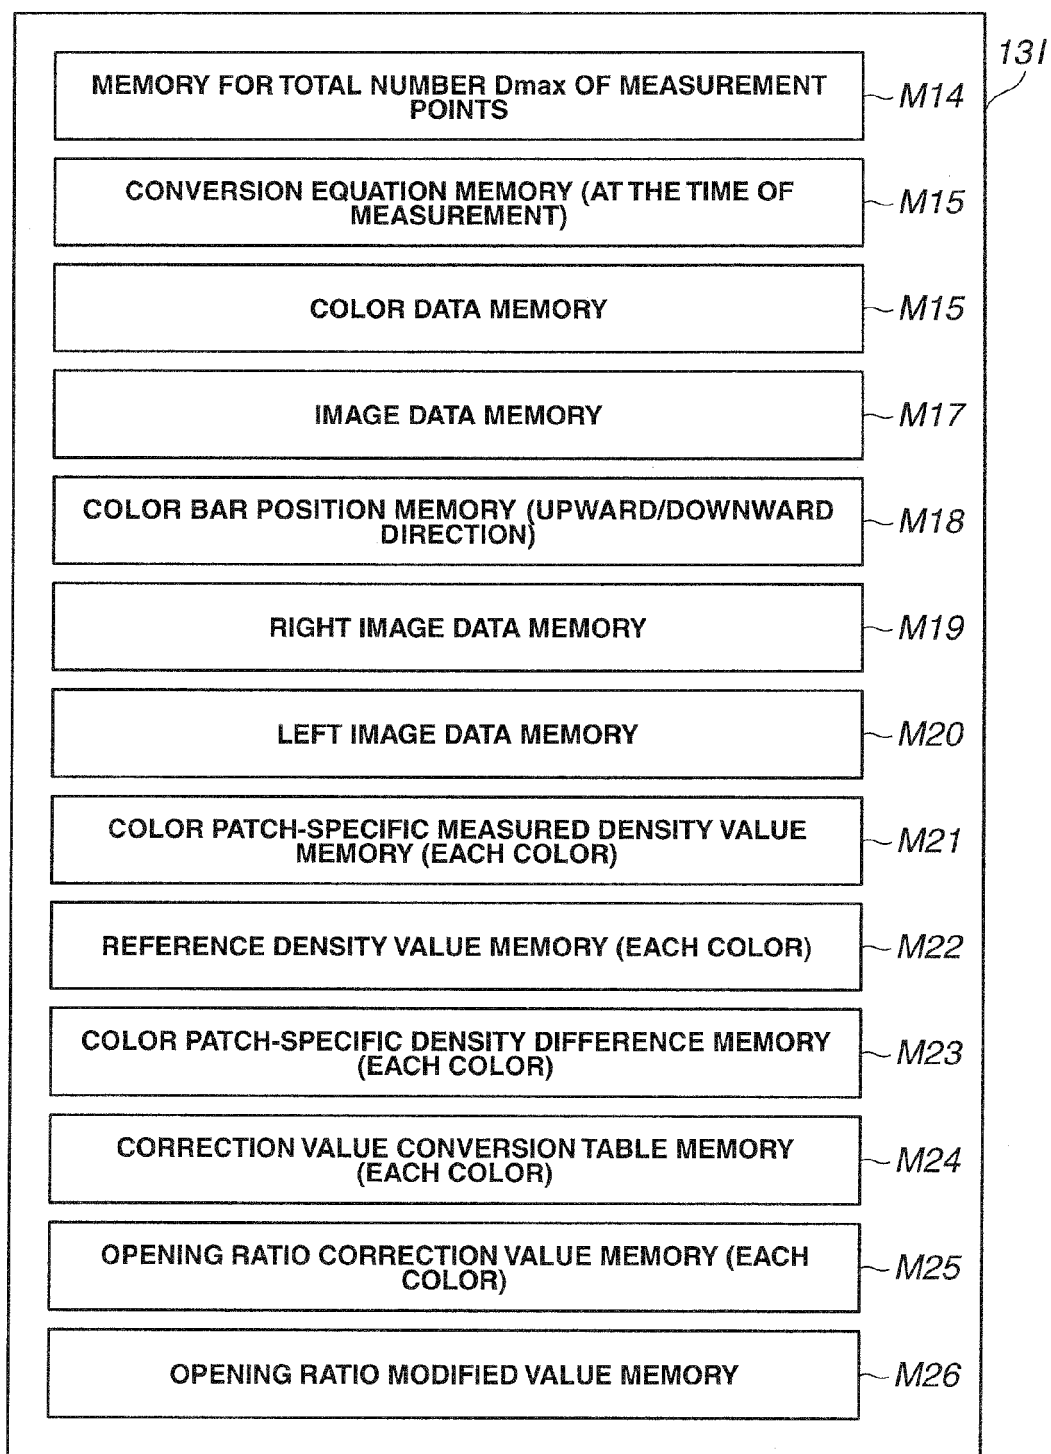 13I
MEMORY FOR TOTAL NUMBER Dmax OF MEASUREMENT
POINTS
M14
CONVERSION EQUATION MEMORY (AT THE TIME OF
MEASUREMENT)
M15
COLOR DATA MEMORY
M15
IMAGE DATA MEMORY
M17
COLOR BAR POSITION MEMORY (UPWARD/DOWNWARD
DIRECTION)
M18
RIGHT IMAGE DATA MEMORY
M19
LEFT IMAGE DATA MEMORY
M20
COLOR PATCH-SPECIFIC MEASURED DENSITY VALUE
MEMORY (EACH COLOR)
M21
REFERENCE DENSITY VALUE MEMORY (EACH COLOR)
M22
COLOR PATCH-SPECIFIC DENSITY DIFFERENCE MEMORY
(EACH COLOR)
M23
CORRECTION VALUE CONVERSION TABLE MEMORY
(EACH COLOR)
M24
OPENING RATIO CORRECTION VALUE MEMORY (EACH
COLOR)
M25
OPENING RATIO MODIFIED VALUE MEMORY
M26